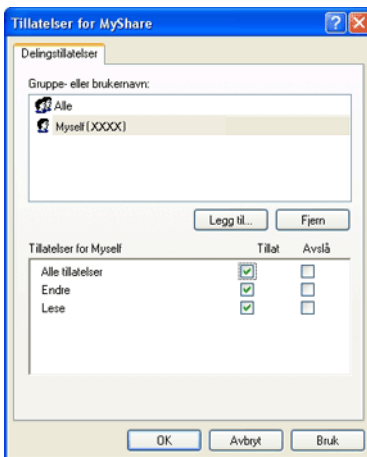 Tillatelser for MyShare
Delingstillatelser
Gruppe- eller brukernavn:
Alle
Myself (XXXX)
Legg til...
Fjern
Tillatelser for Myself Tillat Avslå
Alle tillatelser
Endre
Lese
OK Avbryt Bruk